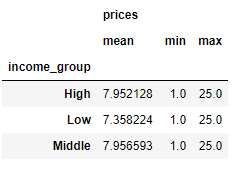 prices
mean min max
income_group
High 7.952128 1.0 25.0
Low 7.358224 1.0 25.0
Middle 7.956593 1.0 25.0